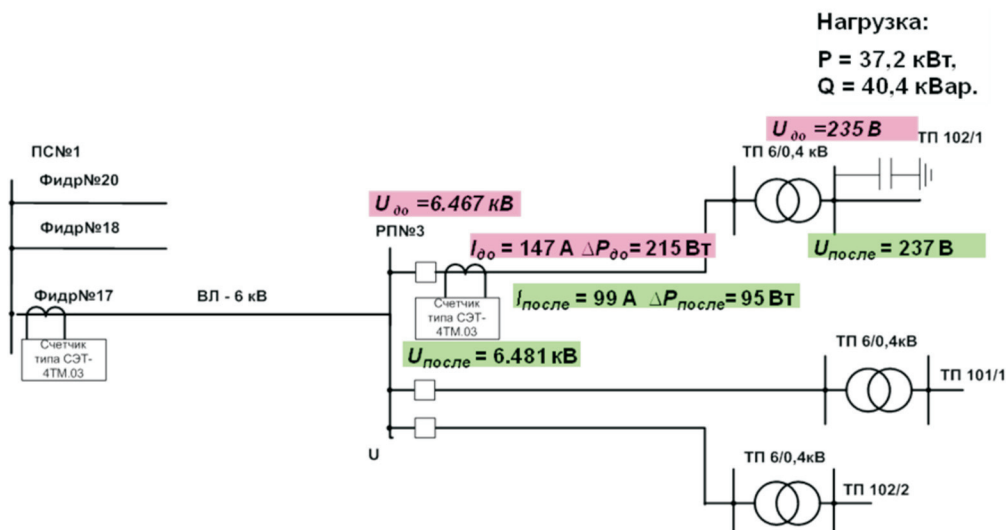 Нагрузка:
P = 37,2 кВт,
Q = 40,4 кВар.
U до =235 В
ТП 102/1
ПС№1
ТП 6/0,4 кВ
Фидр№20
U до =6.467 кВ
Фидр№18
РП№3
I до = 147 А ΔP до = 215 Вт
U после = 237 В
Фидр№17
ВЛ - 6 кВ
I после = 99 А ΔP после = 95 Вт
Счетчик
типа СЭТ-
4ТМ.03
Счетчик
типа СЭТ-
4ТМ.03
U после = 6.481 кВ
ТП 6/0,4кВ
ТП 101/1
U
ТП 6/0,4кВ
ТП 102/2